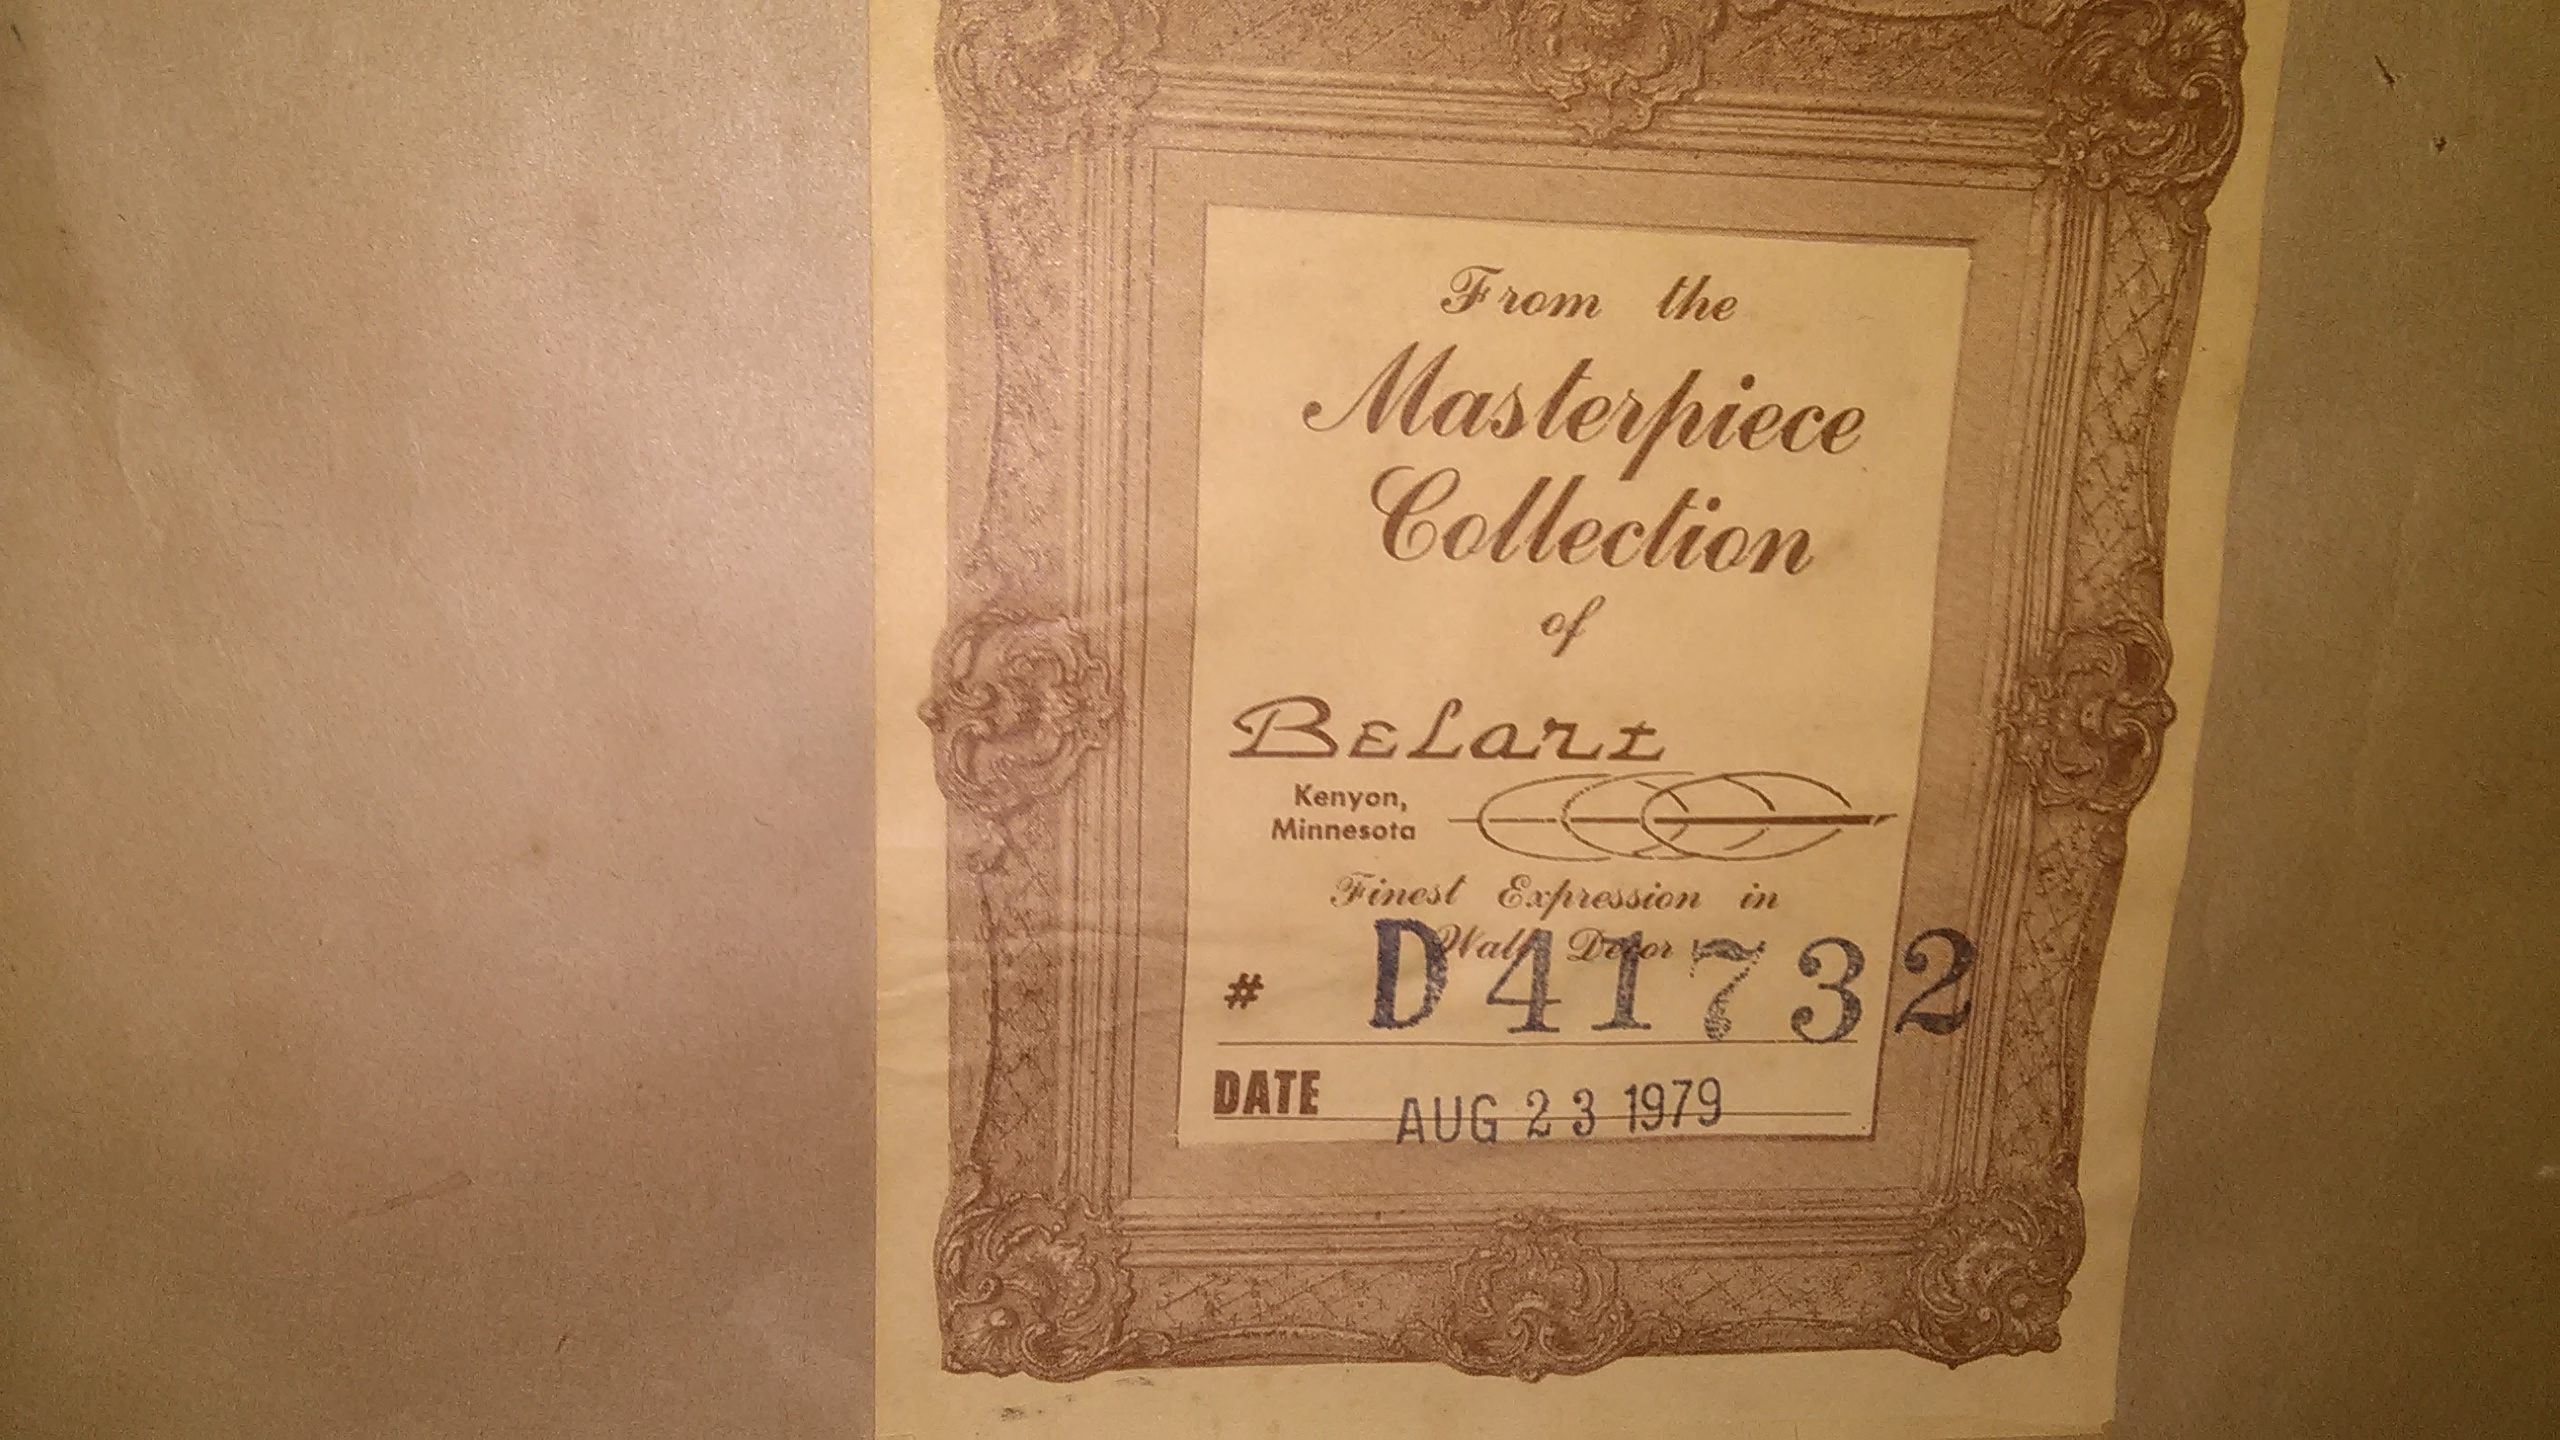 From the
Masterpiece
Collection
of
BELart
Kenyon,
Minnesota
Finest Expression in
Wall Decor
# D41732
DATE AUG 23 1979